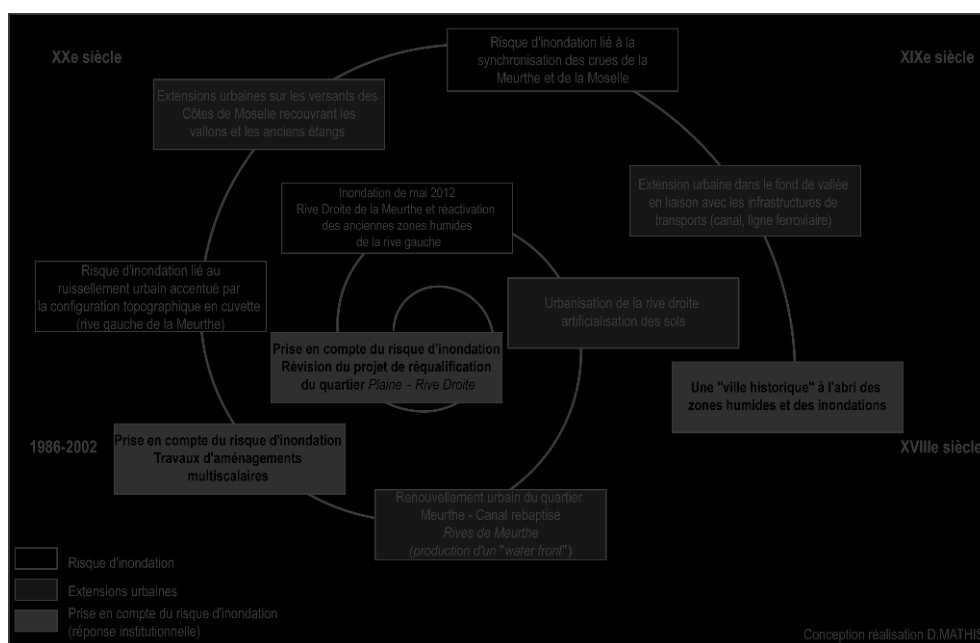 XXe siècle
Risque d'inondation lié à la
synchronisation des crues de la
Meurthe et de la Moselle
XIXe siècle
Extensions urbaines sur les versants des
Côtes de Moselle recouvrant les
vallons et les anciens étangs
Extension urbaine dans le fond de vallée
en liaison avec les infrastructures de
transports (canal, ligne ferroviaire)
Inondation de mai 2012
Rive Droite de la Meurthe et réactivation
des anciennes zones humides
de la rive gauche
Risque d'inondation lié au
ruissellement urbain accentué par
la configuration topographique en cuvette
(rive gauche de la Meurthe)
Urbanisation de la rive droite
artificialisation des sols
Prise en compte du risque d'inondation
Révision du projet de réqualification
du quartier Plaine – Rive Droite
Une "ville historique" à l'abri des
zones humides et des inondations
1986-2002
Prise en compte du risque d'inondation
Travaux d'aménagements
multiscalaires
XVIIIe siècle
Renouvellement urbain du quartier
Meurthe - Canal rebaptisé
Rives de Meurthe
(production d'un "water front")
Risque d'inondation
Extensions urbaines
Prise en compte du risque d'inondation
(réponse institutionnelle)
Conception réalisation D.MATHIS